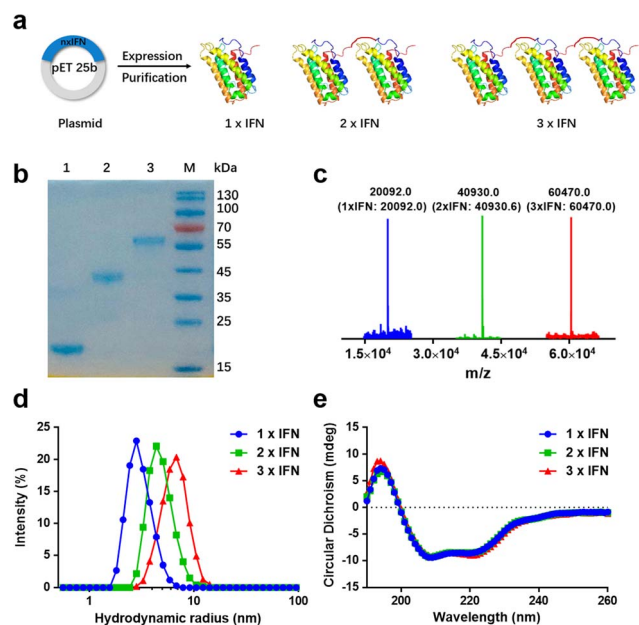 a
nxIFN
pET 25b
Plasmid
Expression
Purification
1 x IFN
2 x IFN
3 x IFN
b
1 2 3 M kDa
130
100
70
55
45
35
25
15
c
20092.0 40930.0 60470.0
(1xIFN: 20092.0) (2xIFN: 40930.6) (3xIFN: 60470.0)
1.5×10⁴ 3.0×10⁴ 4.5×10⁴ 6.0×10⁴
m/z
d
1 x IFN
2 x IFN
3 x IFN
Intensity (%)
25
20
15
10
5
0
1 10 100
Hydrodynamic radius (nm)
e
1 x IFN
2 x IFN
3 x IFN
Circular Dichroism (mdeg)
15
10
5
0
-5
-10
-15
200 220 240 260
Wavelength (nm)